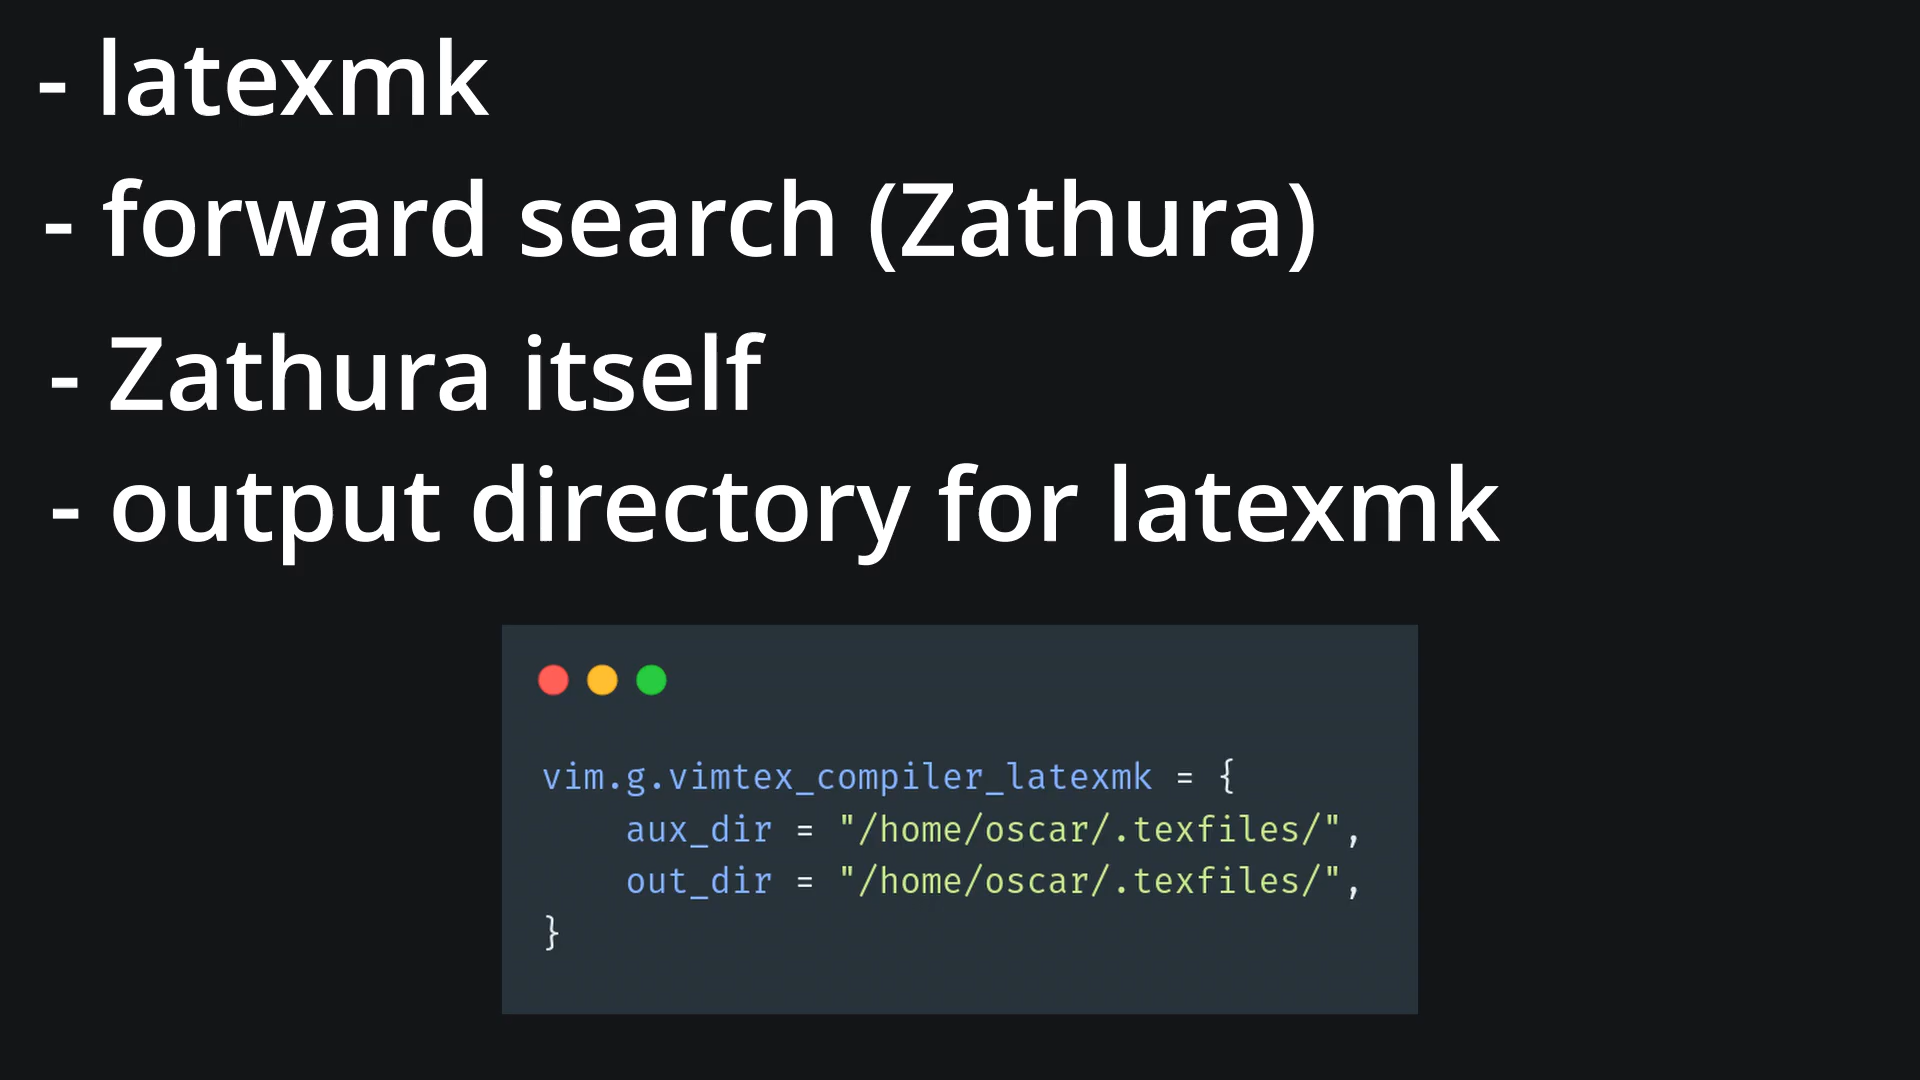 - latexmk
- forward search (Zathura)
- Zathura itself
- output directory for latexmk
vim.g.vimtex_compiler_latexmk = {
    aux_dir = "/home/oscar/.texfiles/",
    out_dir = "/home/oscar/.texfiles/",
}